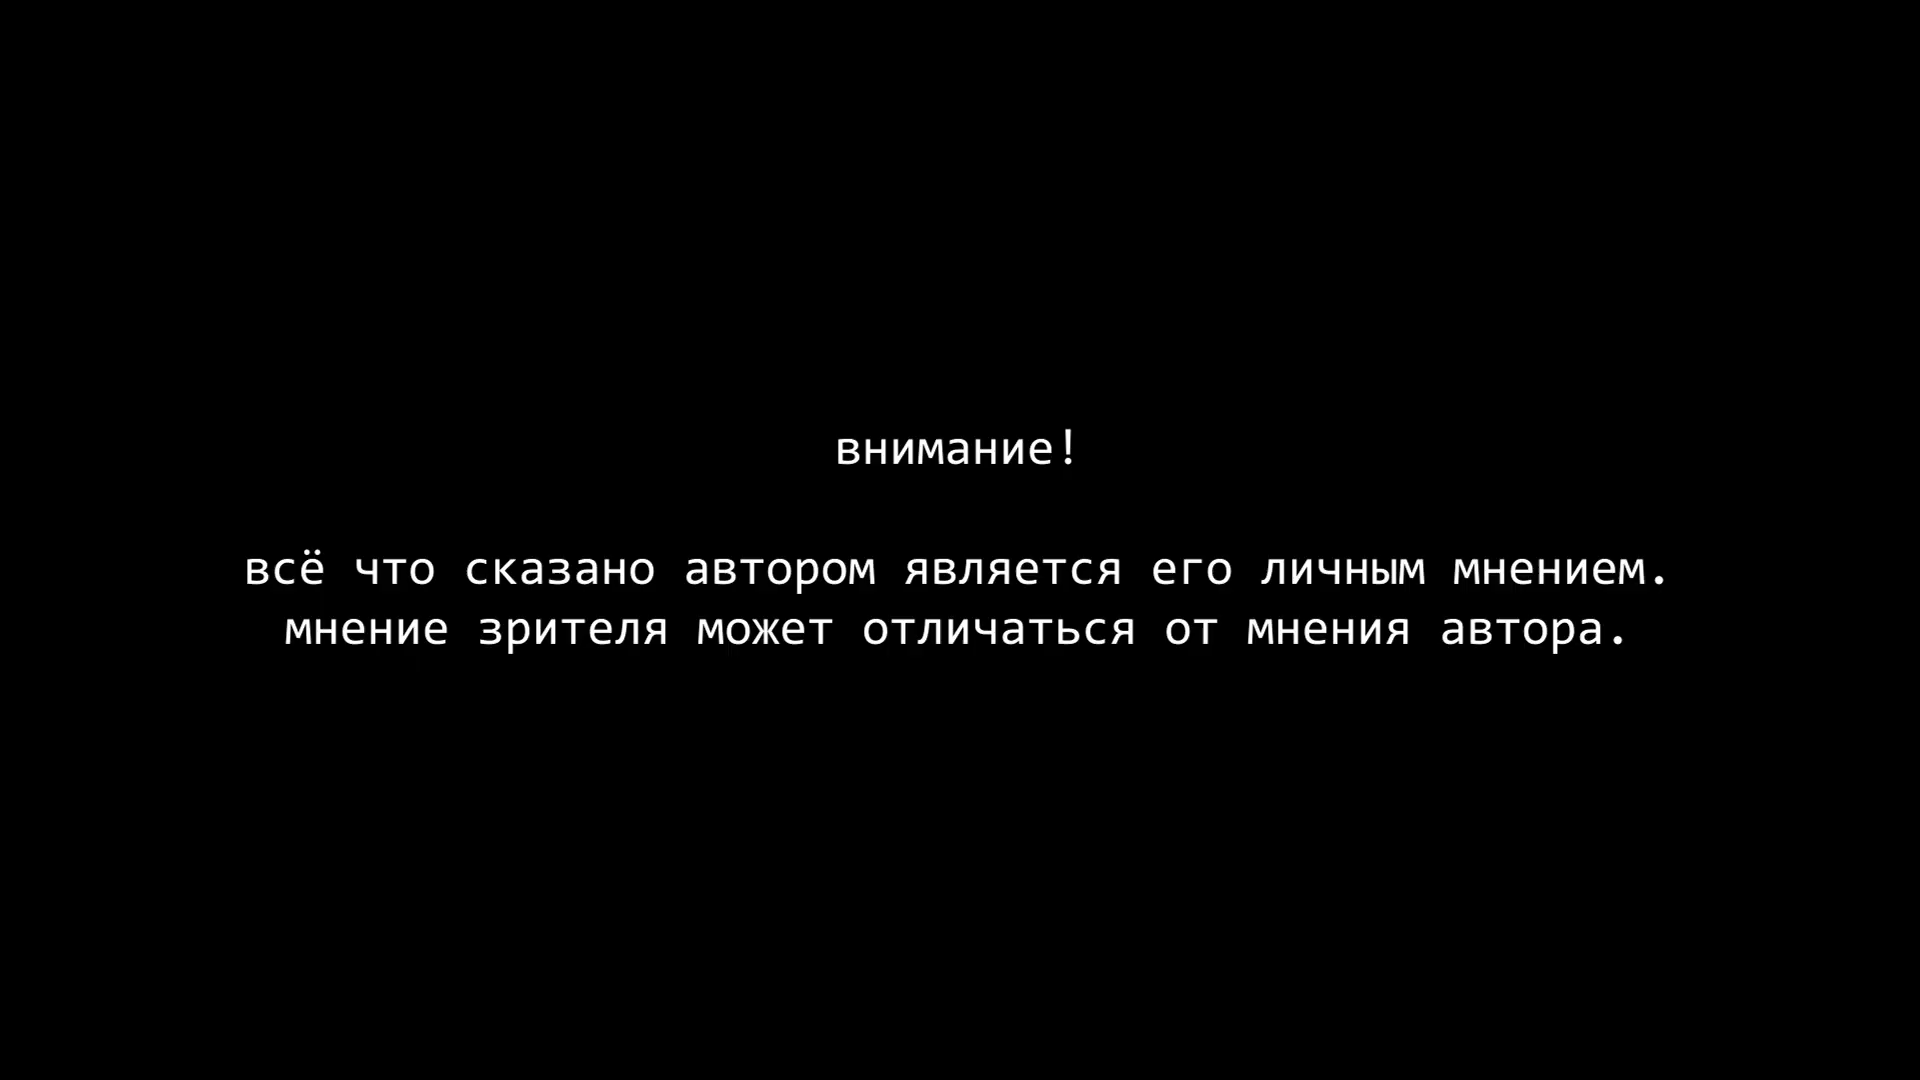 внимание!
всё что сказано автором является его личным мнением.
мнение зрителя может отличаться от мнения автора.